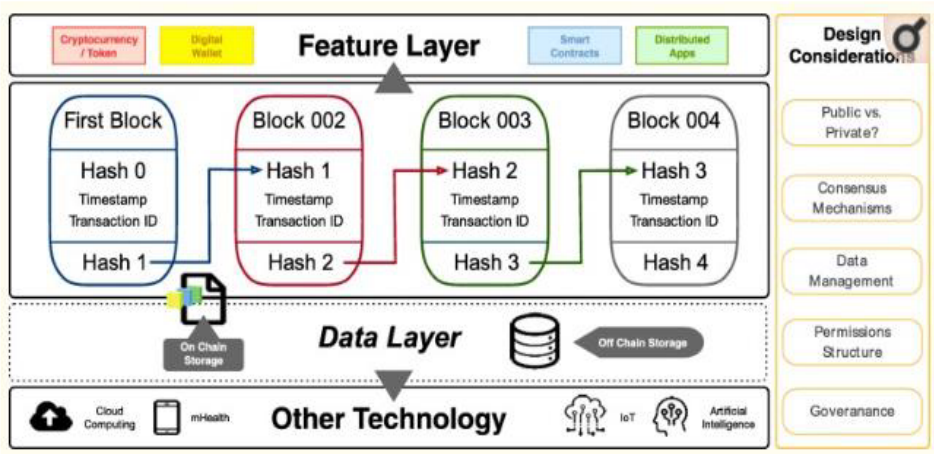 Cryptocurrency
/ Token
Digital
Wallet
Feature Layer
Smart
Contracts
Distributed
Apps
First Block
Hash 0
Timestamp
Transaction ID
Hash 1
Block 002
Hash 1
Timestamp
Transaction ID
Hash 2
Block 003
Hash 2
Timestamp
Transaction ID
Hash 3
Block 004
Hash 3
Timestamp
Transaction ID
Hash 4
On Chain
Storage
Data Layer
Off Chain Storage
Cloud
Computing
mHealth
Other Technology
IoT
Artificial
Intelligence
Design
Considerations
Public vs.
Private?
Consensus
Mechanisms
Data
Management
Permissions
Structure
Goveranance